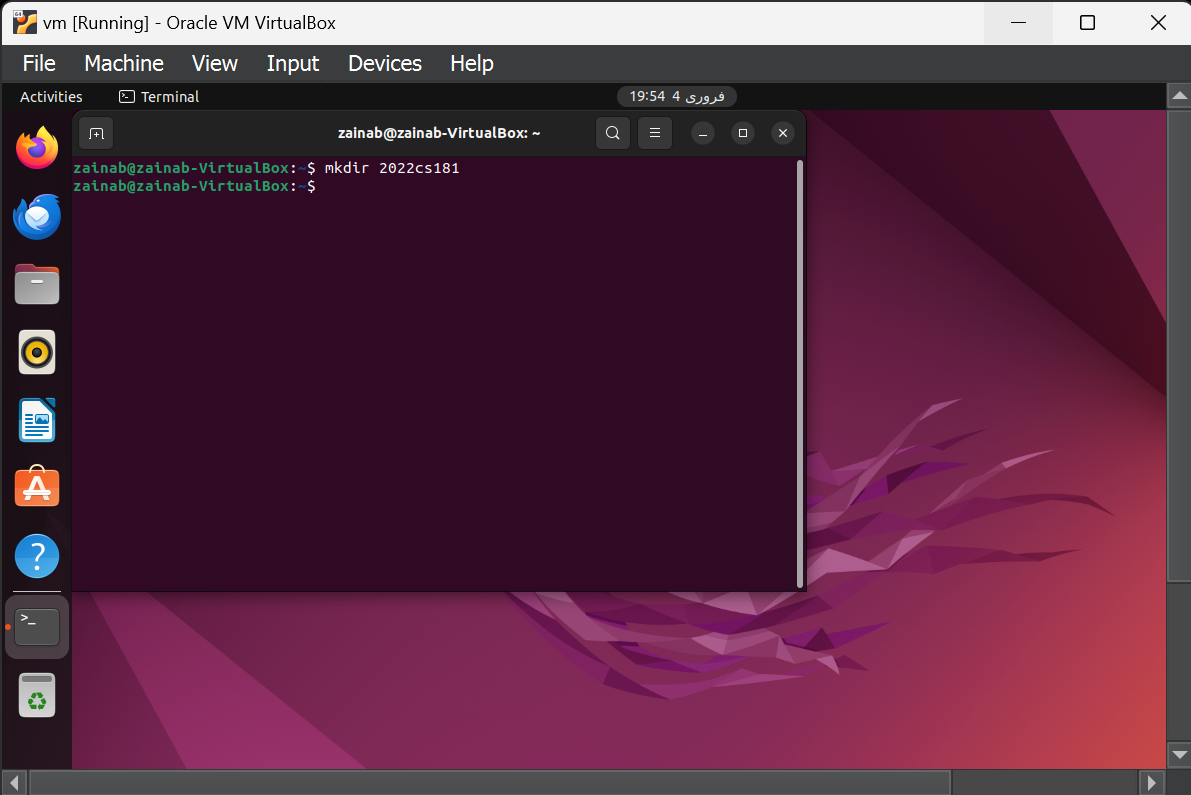 vm [Running] - Oracle VM VirtualBox
File Machine View Input Devices Help
Activities Terminal 19:54 4 فروری
zainab@zainab-VirtualBox: ~
zainab@zainab-VirtualBox:~$ mkdir 2022cs181
zainab@zainab-VirtualBox:~$